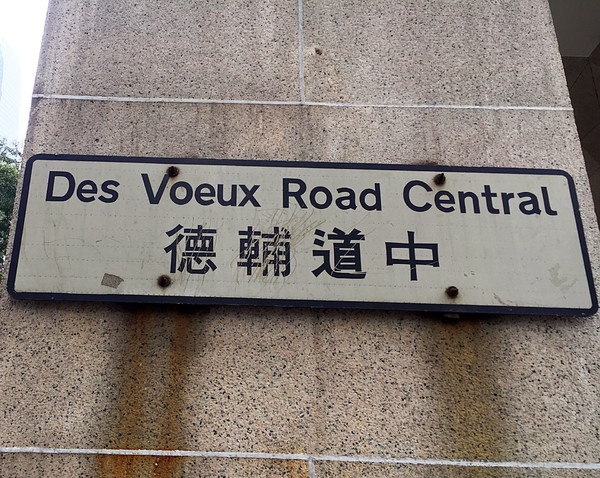 Des Voeux Road Central
德輔道中